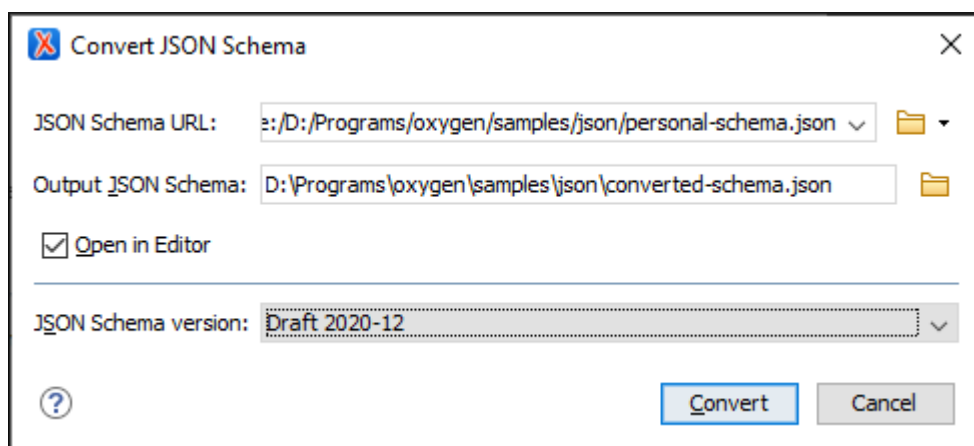 Convert JSON Schema
JSON Schema URL: e:/D:/Programs/oxygen/samples/json/personal-schema.json
Output JSON Schema: D:\Programs\oxygen\samples\json\converted-schema.json
Open in Editor
JSON Schema version: Draft 2020-12
? Convert Cancel